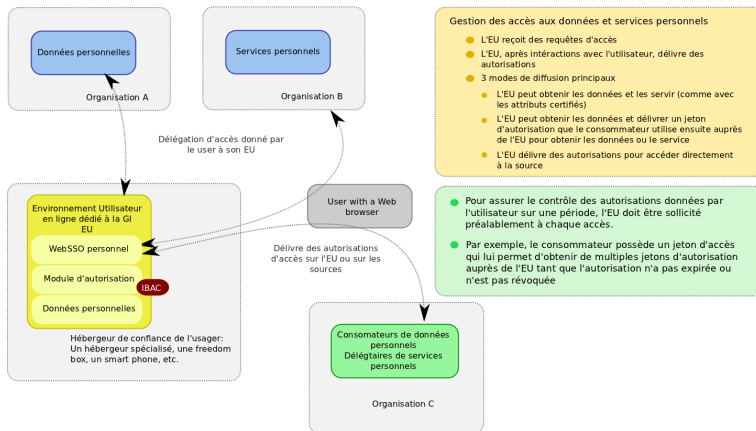 Données personnelles
Organisation A
Services personnels
Organisation B
Délégation d'accès donné par
le user à son EU
User with a Web
browser
Délivre des autorisations
d'accès sur l'EU ou sur les
sources
Environnement Utilisateur
en ligne dédié à la GI
EU
WebSSO personnel
Module d'autorisation
IBAC
Données personnelles
Hébergeur de confiance de l'usager:
Un hébergeur spécialisé, une freedom
box, un smart phone, etc.
Consomateurs de données
personnels
Délégtaires de services
personnels
Organisation C
Gestion des accès aux données et services personnels
L'EU reçoit des requêtes d'accès
L'EU, après intéractions avec l'utilisateur, délivre des
autorisations
3 modes de diffusion principaux
L'EU peut obtenir les données et les servir (comme avec
les attributs certifiés)
L'EU peut obtenir les données et délivrer un jeton
d'autorisation que le consommateur utilise ensuite auprès
de l'EU pour obtenir les données ou le service
L'EU délivre des autorisations pour accéder directement
à la source
Pour assurer le contrôle des autorisations données par
l'utilisateur sur une période, l'EU doit être sollicité
préalablement à chaque accès.
Par exemple, le consommateur possède un jeton d'accès
qui lui permet d'obtenir de multiples jetons d'autorisation
auprès de l'EU tant que l'autorisation n'a pas expirée ou
n'est pas révoquée